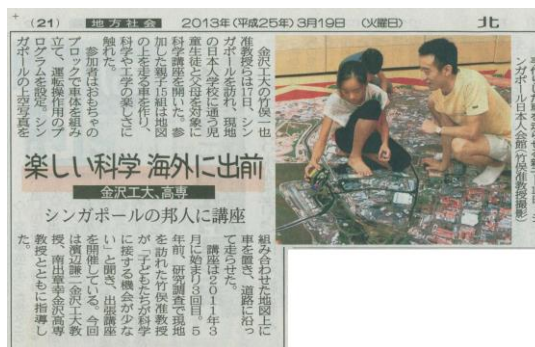 (21)
地方社会
2013年(平成25年)3月19日
(火曜日)
北
楽しい科学 海外に出前
金沢工大、高専
シンガポールの邦人に講座
金沢工大の竹俣一也
准教授らは17日、シン
ガポールを訪れ、現地
の日本人学校に通う児
童生徒と父母を対象に
科学講座を開いた。参
加した親子15組は地図
の上を走る車を作り、
科学や工学の楽しさに
触れた。
参加者はおもちゃの
ブロックで車体を組み
立て、運転操作用のプ
ログラムを設定。シン
ガポールの上空写真を
組み合わせた地図上に
車を置き、道路に沿っ
て走らせた。
講座は2011年3
月に始まり3回目。5
年前、研究調査で現地
を訪れた竹俣准教授
が「子どもたちが科学
に接する機会が少な
い」と聞き、出張講座
を開催している。今回
は濱辺謙二金沢工大教
授、南出章幸金沢高専
教授とともに指導し
た。
ンガポール日本人会館(竹俣准教授撮影)